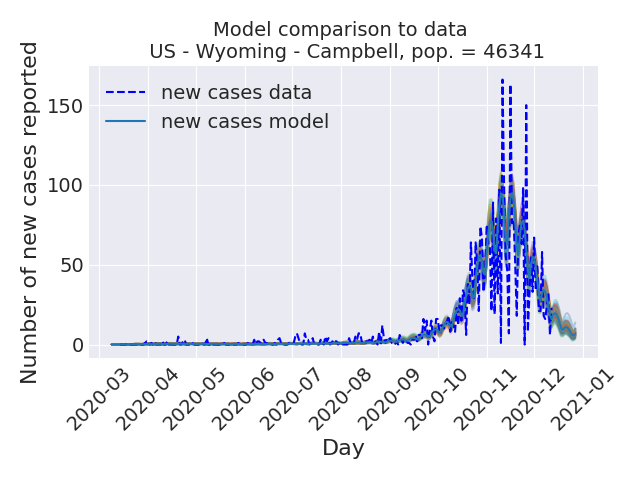 Model comparison to data
US - Wyoming - Campbell, pop. = 46341
Number of new cases reported
150
100
50
0
new cases data
new cases model
2020-03
2020-04
2020-05
2020-06
2020-07
2020-08
2020-09
2020-10
2020-11
2020-12
2021-01
Day